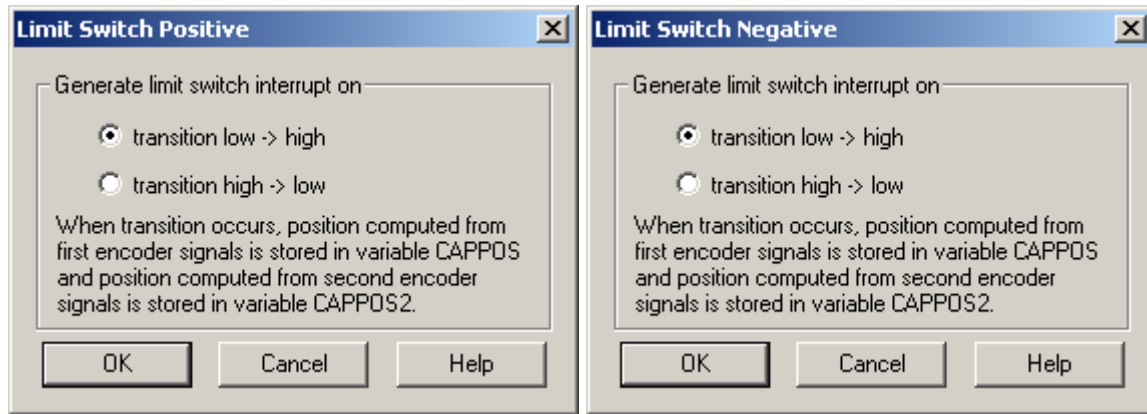 Limit Switch Positive
Generate limit switch interrupt on
transition low -> high
transition high -> low
When transition occurs, position computed from
first encoder signals is stored in variable CAPPOS
and position computed from second encoder
signals is stored in variable CAPPOS2.
OK Cancel Help
Limit Switch Negative
Generate limit switch interrupt on
transition low -> high
transition high -> low
When transition occurs, position computed from
first encoder signals is stored in variable CAPPOS
and position computed from second encoder
signals is stored in variable CAPPOS2.
OK Cancel Help